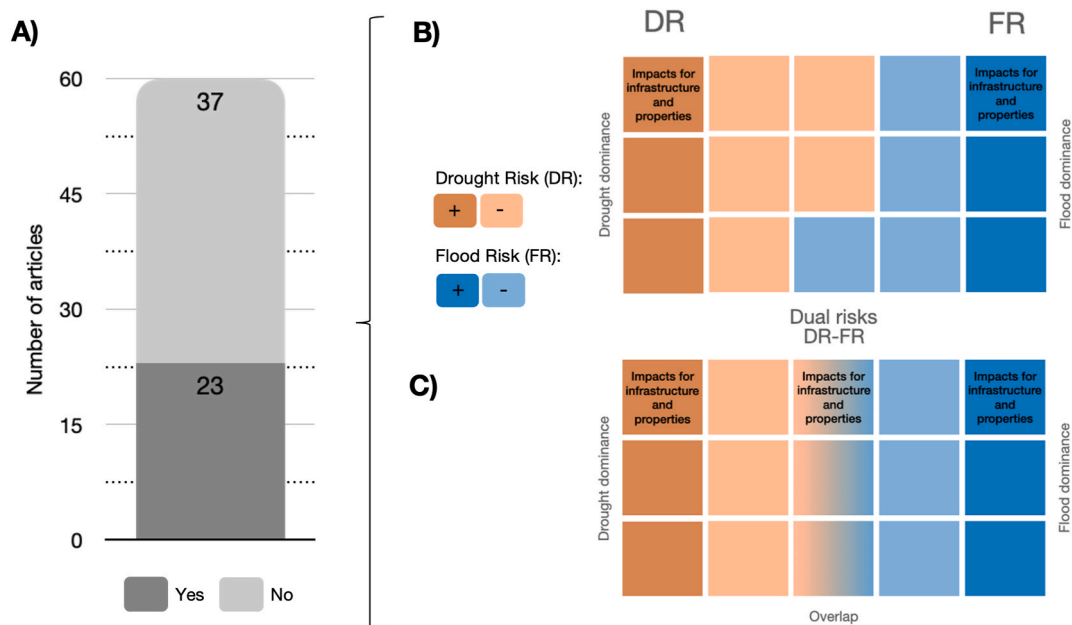 A)
Number of articles
60
45
30
15
0
37
23
Yes
No
B)
Drought Risk (DR):
+
-
Flood Risk (FR):
+
-
DR
FR
Drought dominance
Impacts for
infrastructure
and
properties
Impacts for
infrastructure
and
properties
Flood dominance
C)
Dual risks
DR-FR
Drought dominance
Impacts for
infrastructure
and
properties
Impacts for
infrastructure
and
properties
Impacts for
infrastructure
and
properties
Flood dominance
Overlap